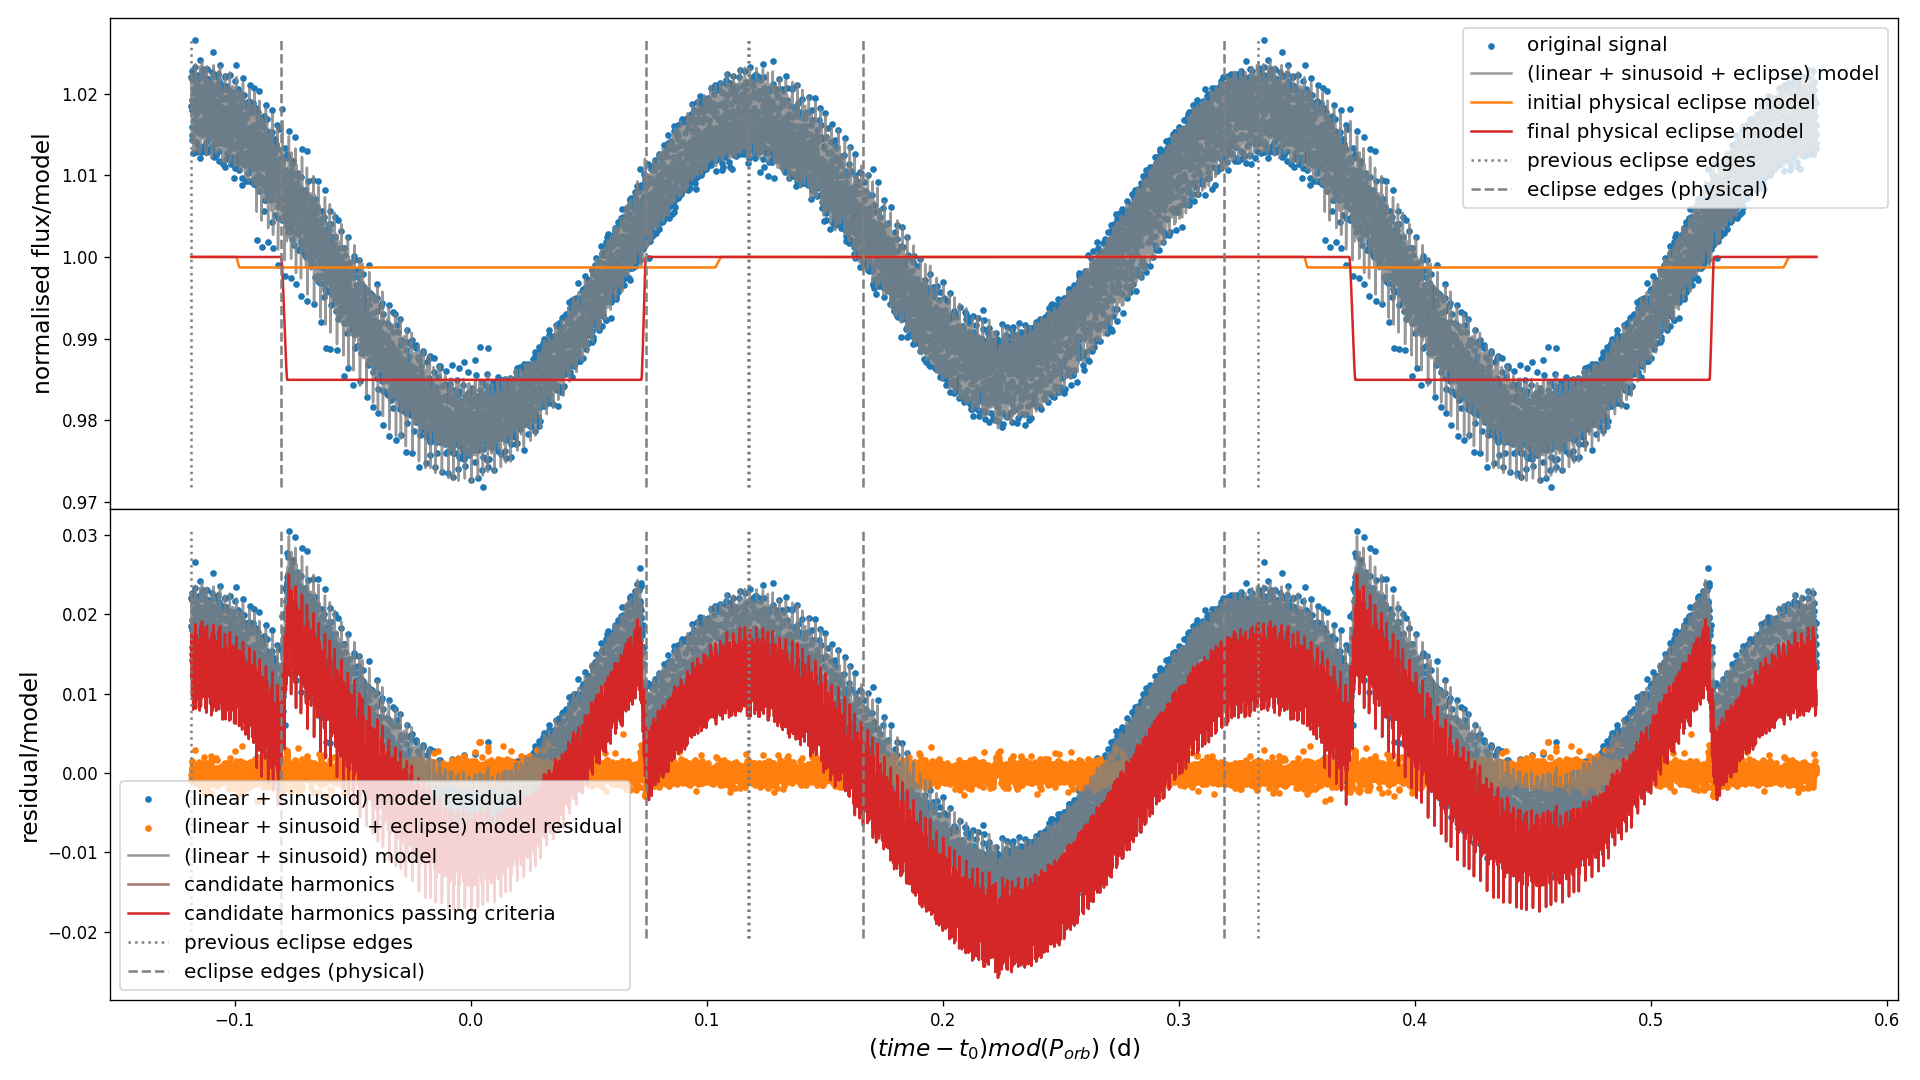 normalised flux/model
1.02
1.01
1.00
0.99
0.98
0.97
original signal
(linear + sinusoid + eclipse) model
initial physical eclipse model
final physical eclipse model
previous eclipse edges
eclipse edges (physical)
residual/model
0.03
0.02
0.01
0.00
−0.01
−0.02
(linear + sinusoid) model residual
(linear + sinusoid + eclipse) model residual
(linear + sinusoid) model
candidate harmonics
candidate harmonics passing criteria
previous eclipse edges
eclipse edges (physical)
−0.1 0.0 0.1 0.2 0.3 0.4 0.5 0.6
(time − t₀)mod(P_orb) (d)